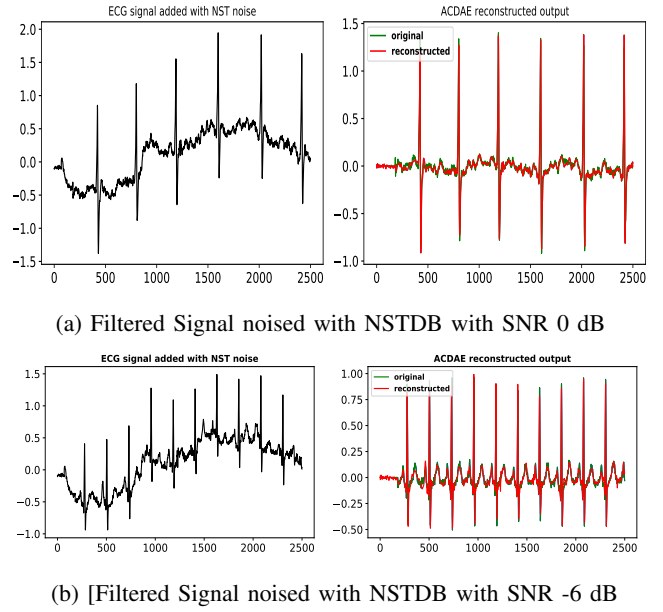 ECG signal added with NST noise
ACDAE reconstructed output
2.0
1.5
1.0
0.5
0.0
−0.5
−1.0
−1.5
0 500 1000 1500 2000 2500
1.5
1.0
0.5
0.0
−0.5
−1.0
0 500 1000 1500 2000 2500
original
reconstructed
(a) Filtered Signal noised with NSTDB with SNR 0 dB
ECG signal added with NST noise
ACDAE reconstructed output
1.5
1.0
0.5
0.0
−0.5
−1.0
0 500 1000 1500 2000 2500
1.00
0.75
0.50
0.25
0.00
−0.25
−0.50
0 500 1000 1500 2000 2500
original
reconstructed
(b) [Filtered Signal noised with NSTDB with SNR -6 dB